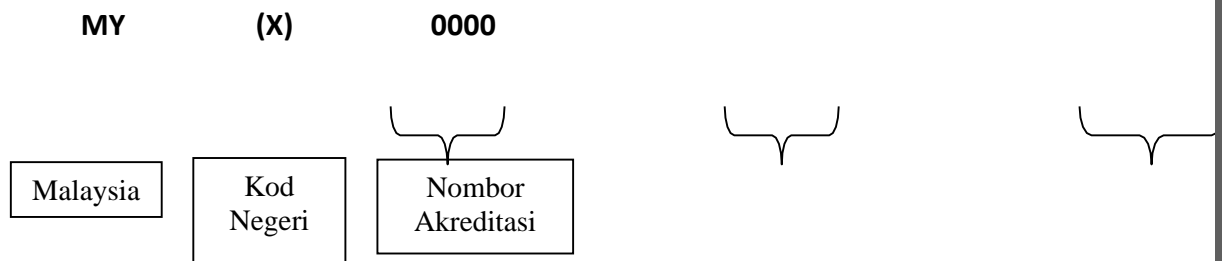 MY (X) 0000
Malaysia
Kod
Negeri
Nombor
Akreditasi